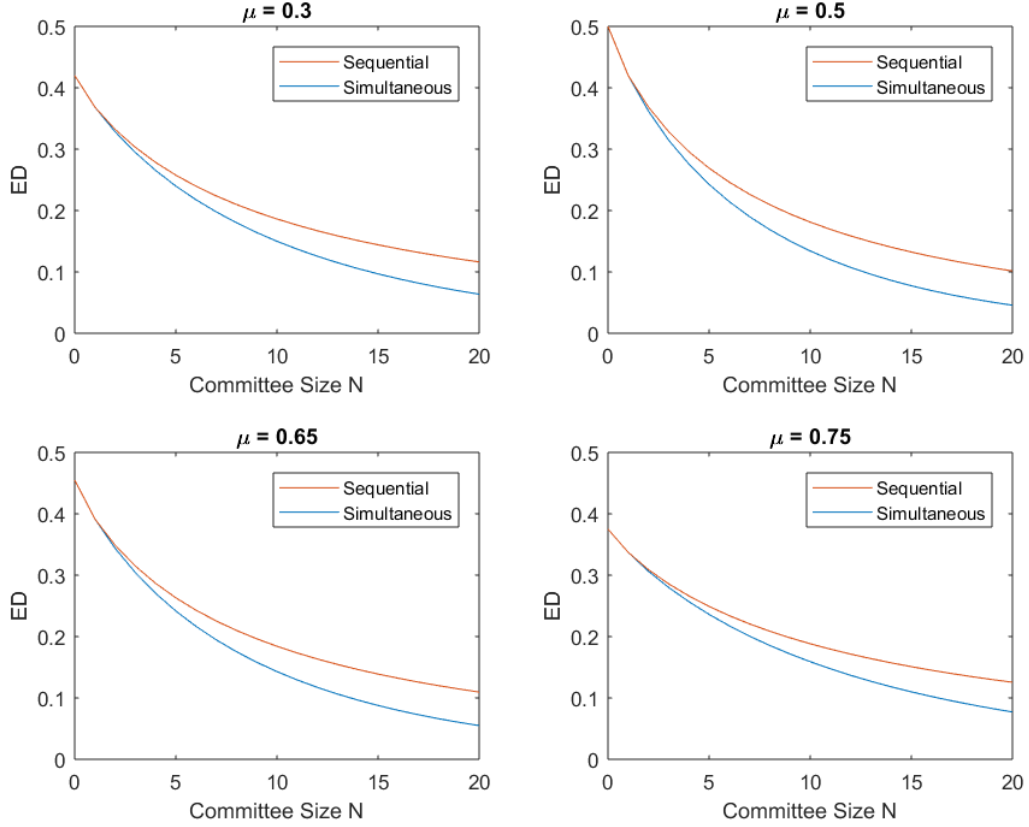 μ = 0.3
0.5
0.4
0.3
0.2
0.1
0
ED
Sequential
Simultaneous
0 5 10 15 20
Committee Size N
μ = 0.5
0.5
0.4
0.3
0.2
0.1
0
ED
Sequential
Simultaneous
0 5 10 15 20
Committee Size N
μ = 0.65
0.5
0.4
0.3
0.2
0.1
0
ED
Sequential
Simultaneous
0 5 10 15 20
Committee Size N
μ = 0.75
0.5
0.4
0.3
0.2
0.1
0
ED
Sequential
Simultaneous
0 5 10 15 20
Committee Size N